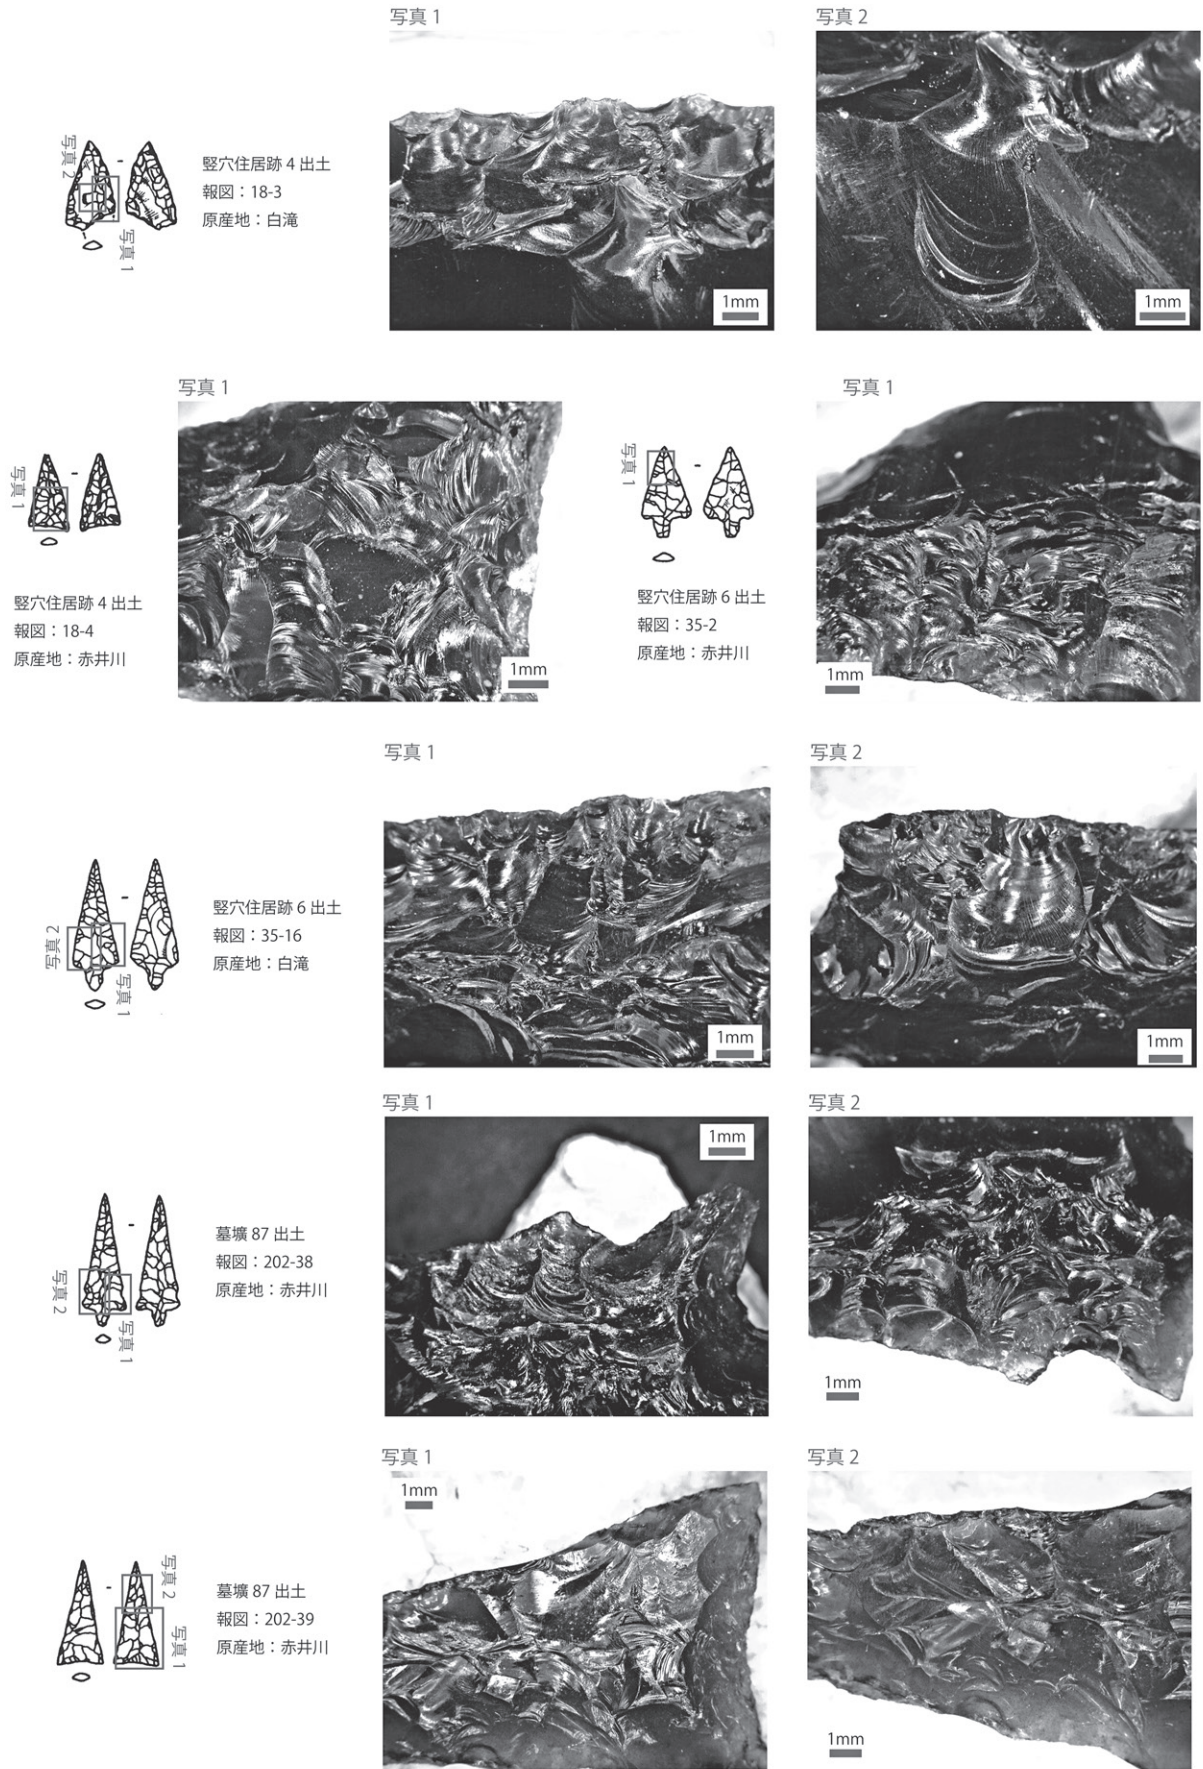 写真 1
写真 2
写真 2
写真 1
竪穴住居跡 4 出土
報図：18-3
原産地：白滝
1mm
1mm
写真 1
写真 1
竪穴住居跡 4 出土
報図：18-4
原産地：赤井川
1mm
写真 1
写真 1
竪穴住居跡 6 出土
報図：35-2
原産地：赤井川
1mm
写真 1
写真 2
写真 2
写真 1
竪穴住居跡 6 出土
報図：35-16
原産地：白滝
1mm
1mm
写真 1
写真 2
写真 2
写真 1
墓壙 87 出土
報図：202-38
原産地：赤井川
1mm
1mm
写真 1
写真 2
写真 2
写真 1
墓壙 87 出土
報図：202-39
原産地：赤井川
1mm
1mm